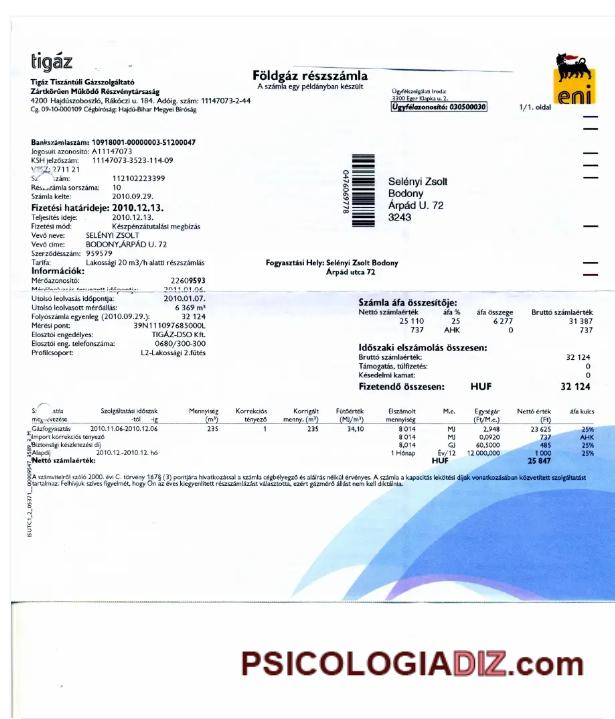 tigáz
Tigáz Tiszántúli Gázszolgáltató
Zártkörűen Működő Részvénytársaság
4200 Hajdúszoboszló, Rákóczi u. 184. Adóig. szám: 11147073-2-44
Cg. 09-10-000109 Cégbíróság: Hajdú-Bihar Megyei Bíróság
Földgáz részszámla
A számla egy példányban készült
Ügyfélszolgálati Iroda:
3300 Eger Klapka u. 2.
Ügyfélazonosító: 030500030
1/1. oldal
eni
Bankszámlaszám: 10918001-00000003-51200047
Jogosult azonosító: A11147073
KSH jelzőszám: 11147073-3523-114-09
2711 21
112102223399
Részszámla sorszáma: 10
Számla kelte: 2010.09.29.
Fizetési határideje: 2010.12.13.
Teljesítés ideje: 2010.12.13.
Fizetési mód: Készpénzátutalási megbízás
Vevő neve: SELÉNYI ZSOLT
Vevő címe: BODONY,ÁRPÁD U. 72
Szerződésszám: 959579
Tarifa: Lakossági 20 m3/h alatti részszámlás
0476069778
Selényi Zsolt
Bodony
Árpád U. 72
3243
Fogyasztási Hely: Selényi Zsolt Bodony
Árpád utca 72
Információk:
Mérőazonosító: 22609593
2011.01.06.
Utolsó leolvasás időpontja: 2010.01.07.
Utolsó leolvasott mérőállás: 6 369 m³
Folyószámla egyenleg (2010.09.29.): 32 124
Mérési pont: 39N111097685000L
Elosztói engedélyes: TIGÁZ-DSO Kft.
Elosztói eng. telefonszáma: 0680/300-300
Profilcsoport: L2-Lakossági 2.fűtés
Számla áfa összesítője:
Nettó számlaérték áfa % áfa összege Bruttó számlaérték
25 110 25 6 277 31 387
737 AHK 0 737
Időszaki elszámolás összesen:
Bruttó számlaérték: 32 124
Támogatás, túlfizetés: 0
Késedelmi kamat: 0
Fizetendő összesen: HUF 32 124
Szolgáltatási időszak Mennyiség Korrekciós Korrigált Fűtőérték Elszámolt M.e. Egységár Nettó érték áfa kulcs
-tól -ig (m³) tényező menny. (m³) (MJ/m³) mennyiség (Ft/M.e.) (Ft)
Gázfogyasztás 2010.11.06-2010.12.06 235 1 235 34,10 8 014 MJ 2,948 23 625 25%
Import korrekciós tényező 8 014 MJ 0,0920 737 AHK
Biztonsági készletezési díj 8,014 GJ 60,5000 485 25%
Alapdíj 2010.12.-2010.12. hó 1 Hónap Év/12 12 000,000 1 000 25%
Nettó számlaérték: HUF 25 847
A számvitelről szóló 2000. évi C. törvény 167§ (3) pontjára hivatkozással a számla cégbélyegző és aláírás nélkül érvényes. A számla a kapacitás lekötési díjak vonatkozásában közvetített szolgáltatást
tartalmaz. Felhívjuk szíves figyelmét, hogy Ön az éves kiegyenlített részszámlázást választotta, ezért gázmérő állást nem kell diktálnia.
PSICOLOGIADIZ.com